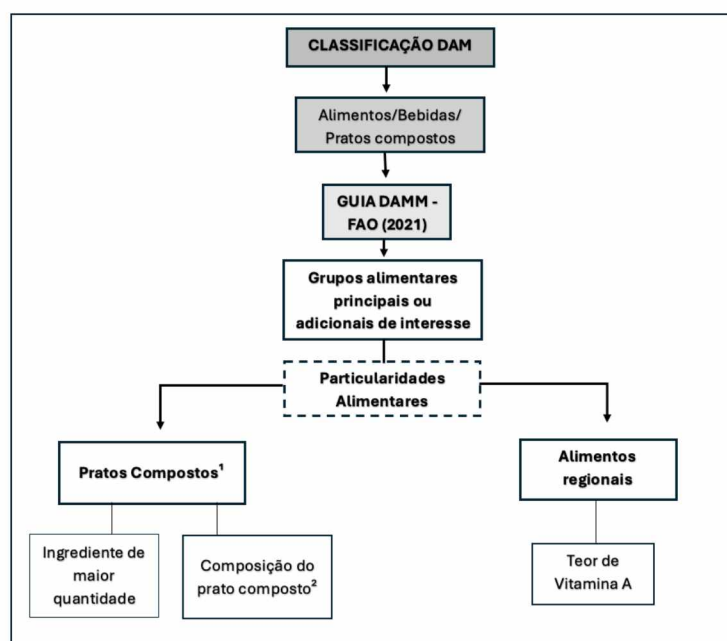 CLASSIFICAÇÃO DAM
Alimentos/Bebidas/
Pratos compostos
GUIA DAMM -
FAO (2021)
Grupos alimentares
principais ou
adicionais de interesse
Particularidades
Alimentares
Pratos Compostos¹
Alimentos
regionais
Ingrediente de
maior
quantidade
Composição do
prato composto²
Teor de
Vitamina A